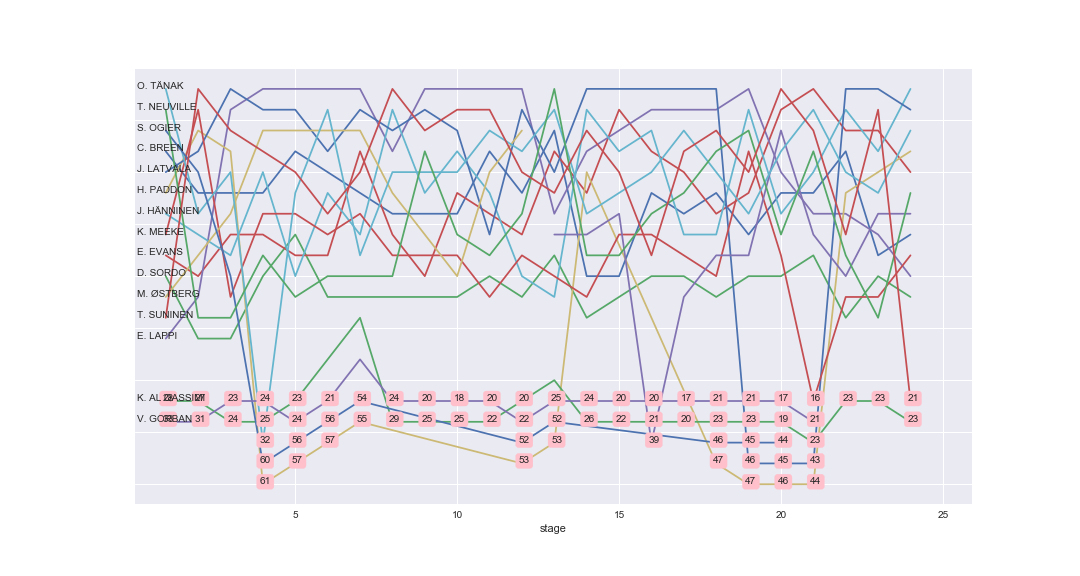 O. TÄNAK
T. NEUVILLE
S. OGIER
C. BREEN
J. LATVALA
H. PADDON
J. HÄNNINEN
K. MEEKE
E. EVANS
D. SORDO
M. ØSTBERG
T. SUNINEN
E. LAPPI
K. AL QASSIMI 23 24 23 21 54 24 20 18 20 20 25 24 20 20 17 21 21 17 16 23 23 21
V. GORBAN 31 24 25 24 56 55 29 25 25 22 22 52 26 22 21 20 23 23 19 21 23
32 56 57 52 53 39 46 45 44 23
60 57 53 47 46 45 43
61 47 46 44
5 10 15 20 25
stage